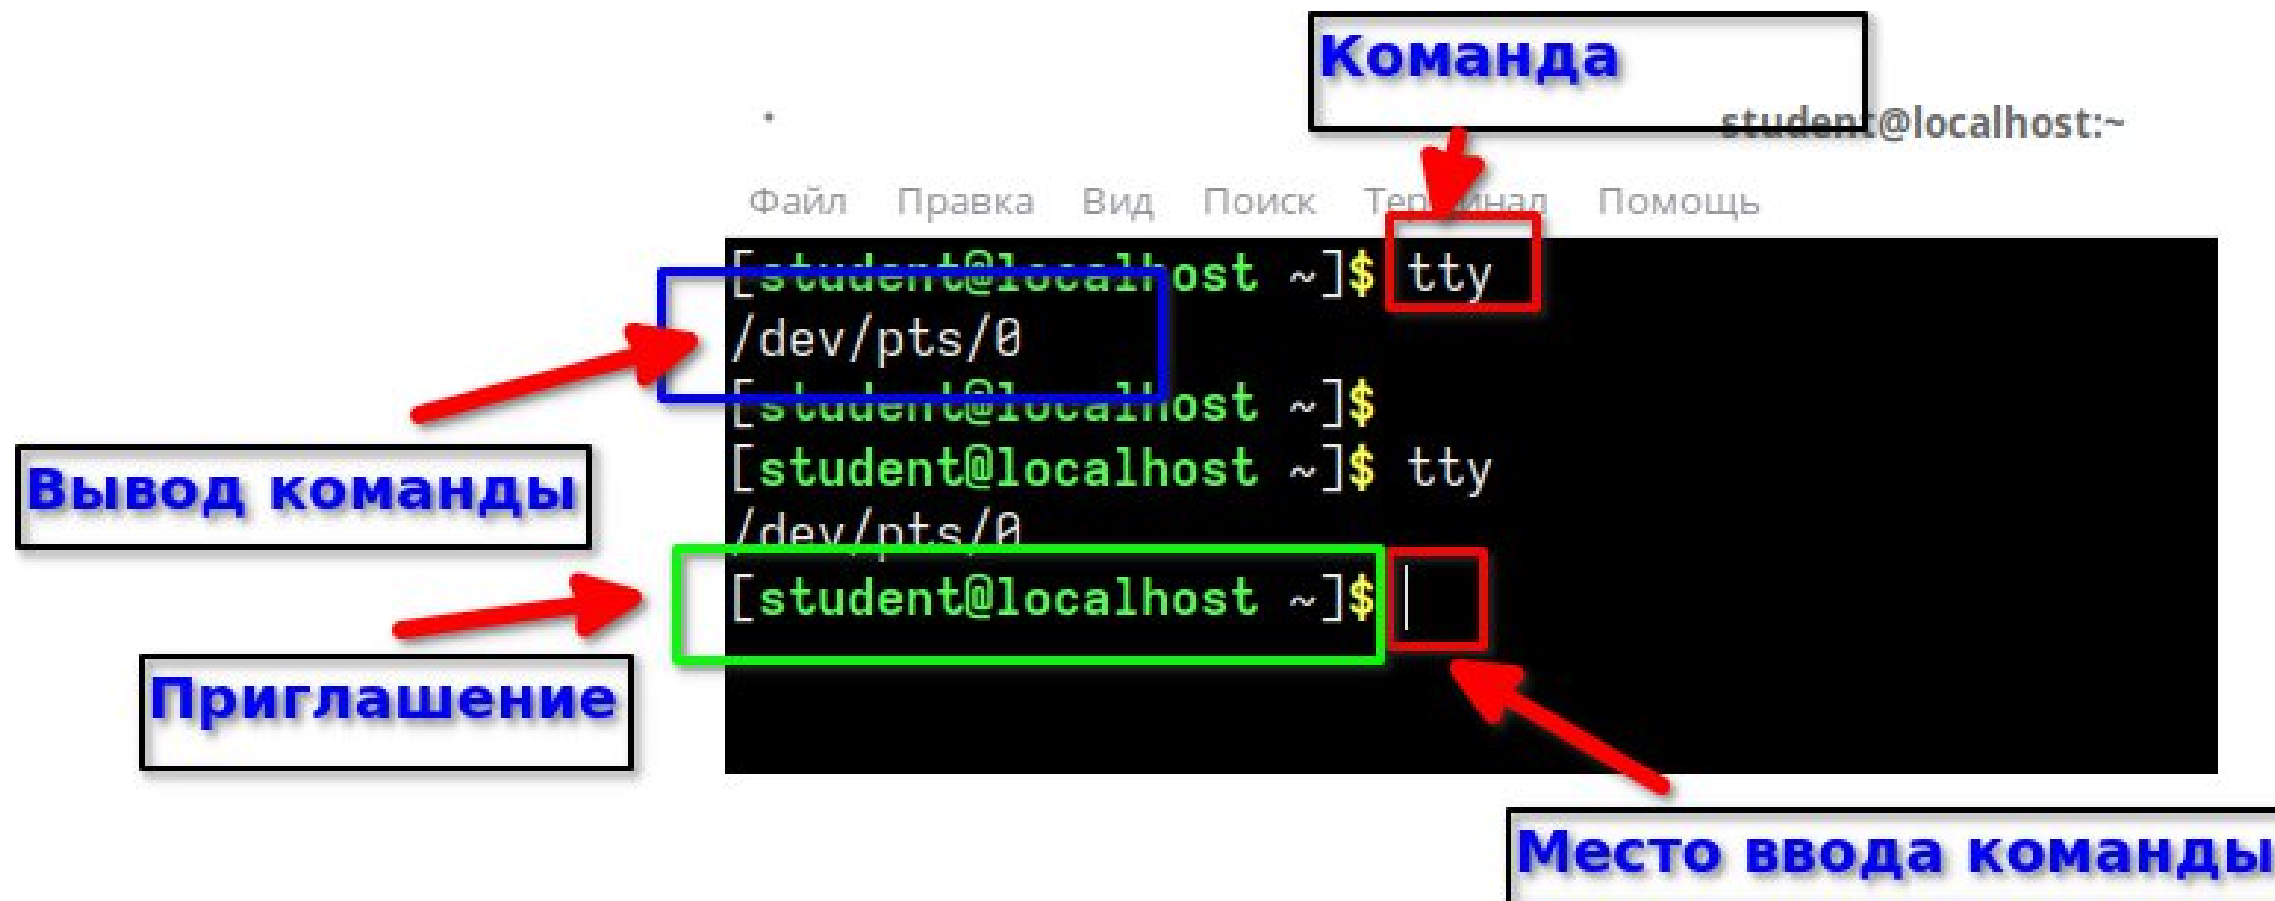 Команда
student@localhost:~
Файл Правка Вид Поиск Терминал Помощь
[student@localhost ~]$ tty
/dev/pts/0
[student@localhost ~]$
[student@localhost ~]$ tty
/dev/pts/0
[student@localhost ~]$
Вывод команды
Приглашение
Место ввода команды